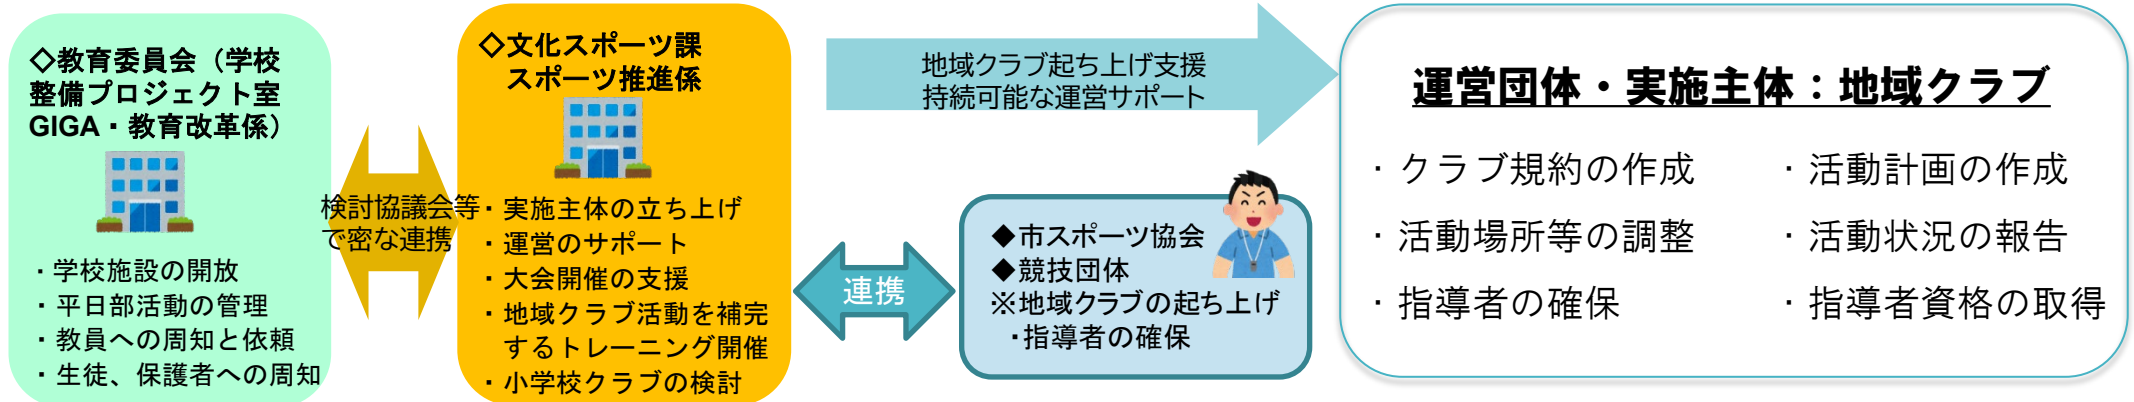 ◇教育委員会（学校
整備プロジェクト室
GIGA・教育改革係）
・学校施設の開放
・平日部活動の管理
・教員への周知と依頼
・生徒、保護者への周知
検討協議会等
で密な連携
◇文化スポーツ課
スポーツ推進係
・実施主体の立ち上げ
・運営のサポート
・大会開催の支援
・地域クラブ活動を補完
するトレーニング開催
・小学校クラブの検討
地域クラブ起ち上げ支援
持続可能な運営サポート
連携
◆市スポーツ協会
◆競技団体
※地域クラブの起ち上げ
・指導者の確保
運営団体・実施主体：地域クラブ
・クラブ規約の作成
・活動場所等の調整
・指導者の確保
・活動計画の作成
・活動状況の報告
・指導者資格の取得